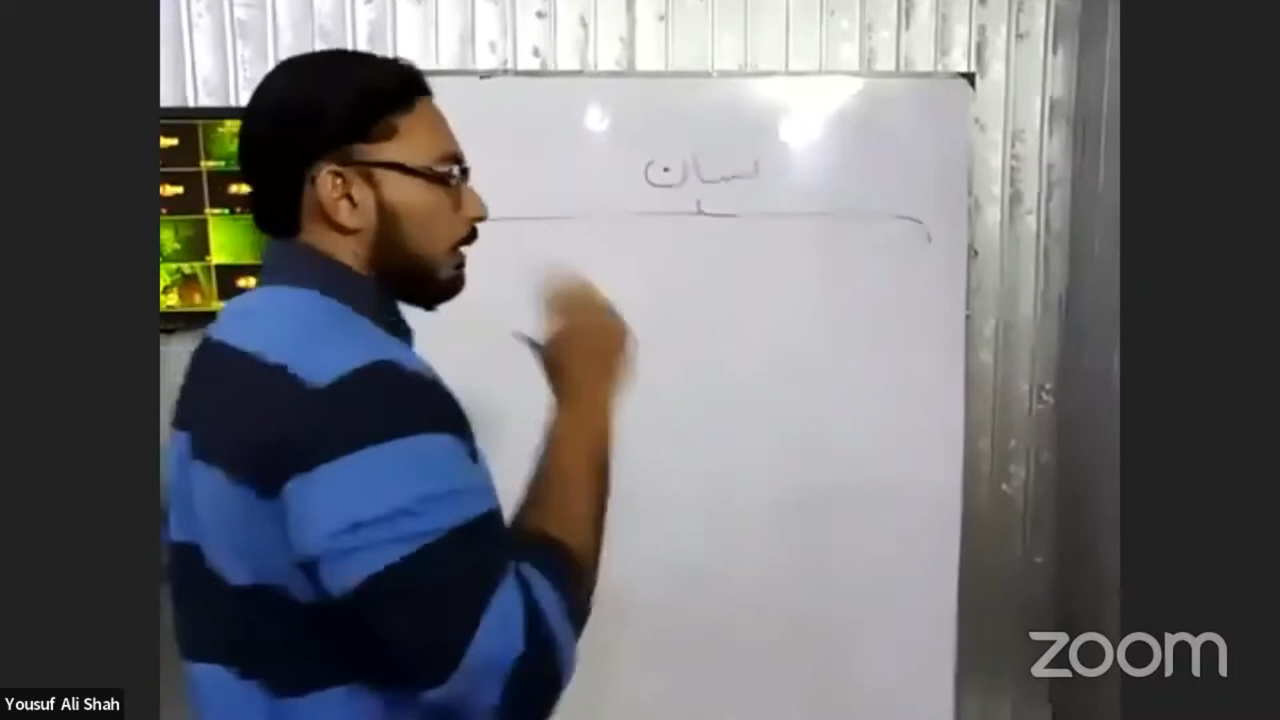 لسان
zoom
Yousuf Ali Shah